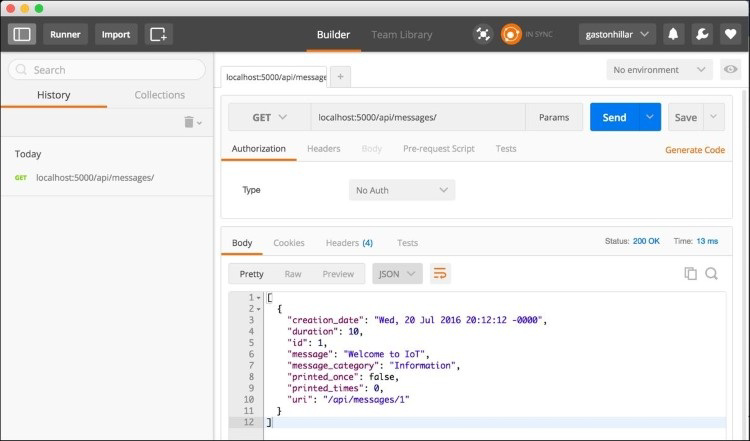 Runner Import Builder Team Library IN SYNC gastonhillar
Search
History Collections
Today
GET localhost:5000/api/messages/
localhost:5000/api/message + No environment
GET localhost:5000/api/messages/ Params Send Save
Authorization Headers Body Pre-request Script Tests Generate Code
Type No Auth
Body Cookies Headers (4) Tests Status: 200 OK Time: 13 ms
Pretty Raw Preview JSON
1 [
2 {
3 "creation_date": "Wed, 20 Jul 2016 20:12:12 -0000",
4 "duration": 10,
5 "id": 1,
6 "message": "Welcome to IoT",
7 "message_category": "Information",
8 "printed_once": false,
9 "printed_times": 0,
10 "uri": "/api/messages/1"
11 }
12 ]